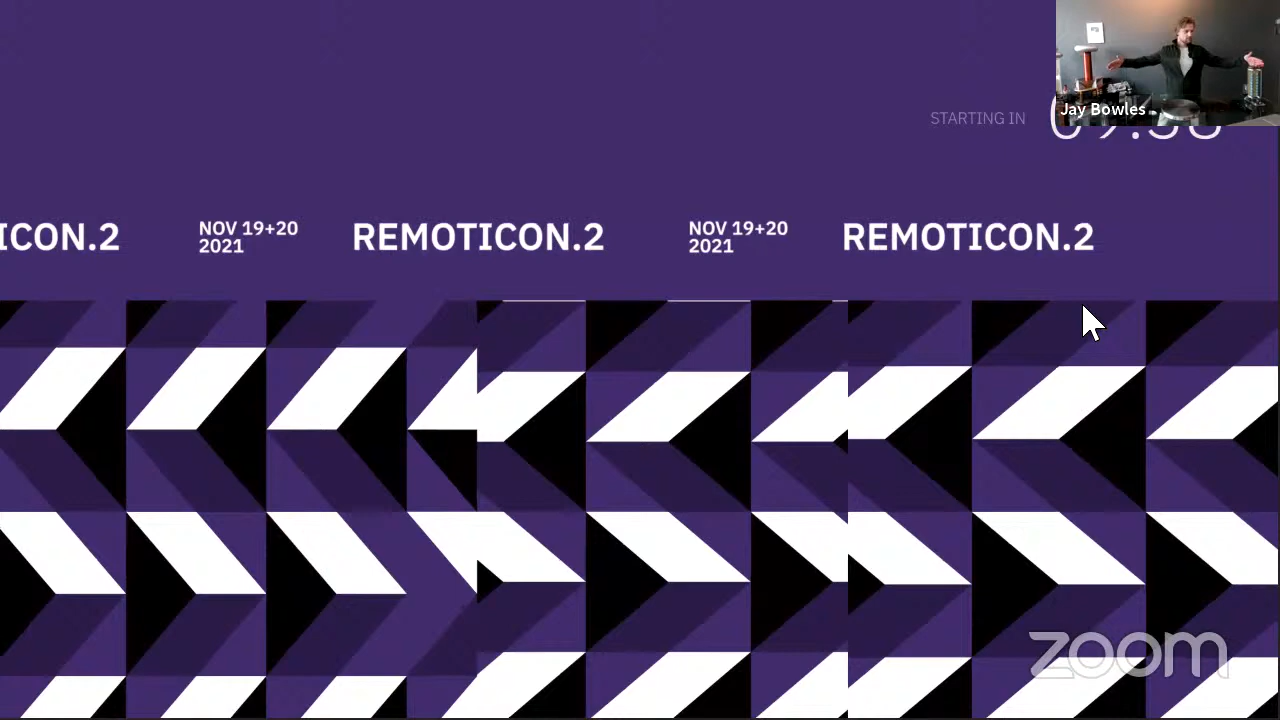 Jay Bowles
STARTING IN
ICON.2
NOV 19+20
2021
REMOTICON.2
NOV 19+20
2021
REMOTICON.2
zoom